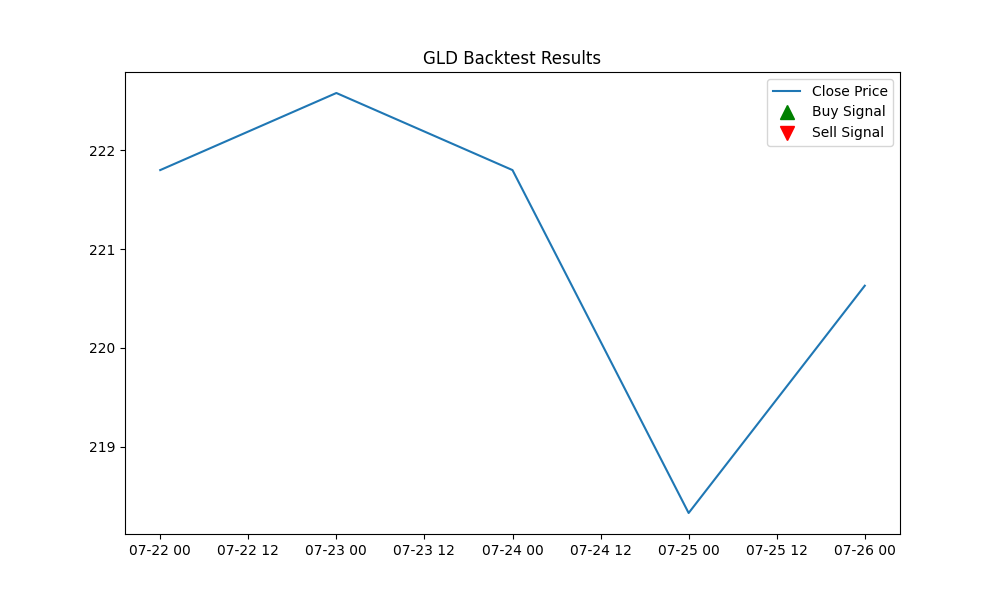 GLD Backtest Results
Close Price
Buy Signal
Sell Signal
222
221
220
219
07-22 00 07-22 12 07-23 00 07-23 12 07-24 00 07-24 12 07-25 00 07-25 12 07-26 00